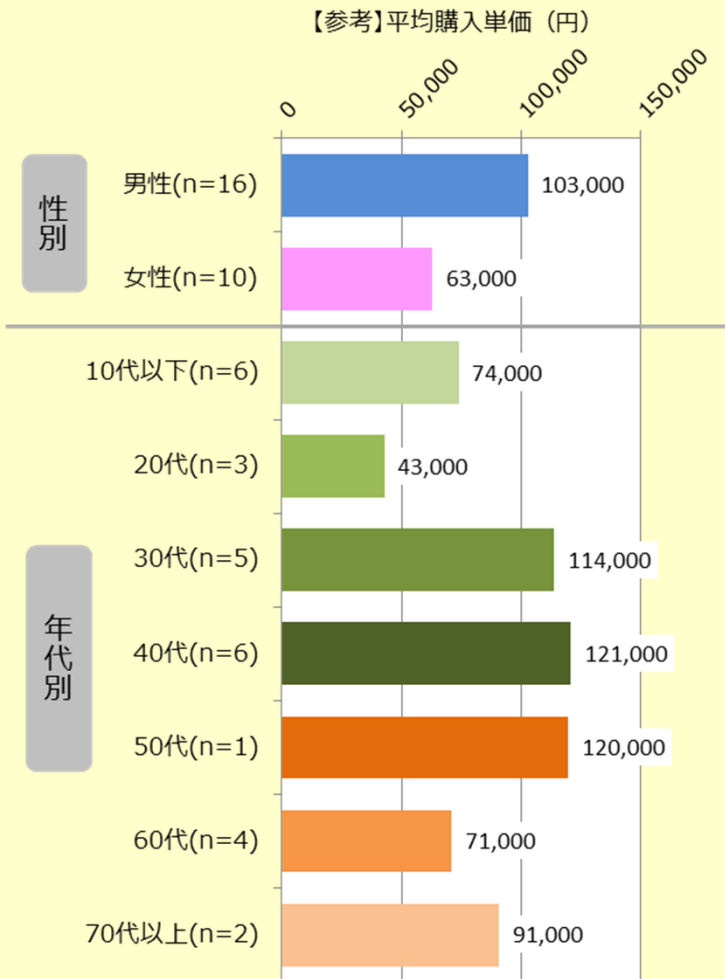 【参考】平均購入単価（円）
0
50,000
100,000
150,000
性別
男性(n=16)
103,000
女性(n=10)
63,000
年代別
10代以下(n=6)
74,000
20代(n=3)
43,000
30代(n=5)
114,000
40代(n=6)
121,000
50代(n=1)
120,000
60代(n=4)
71,000
70代以上(n=2)
91,000